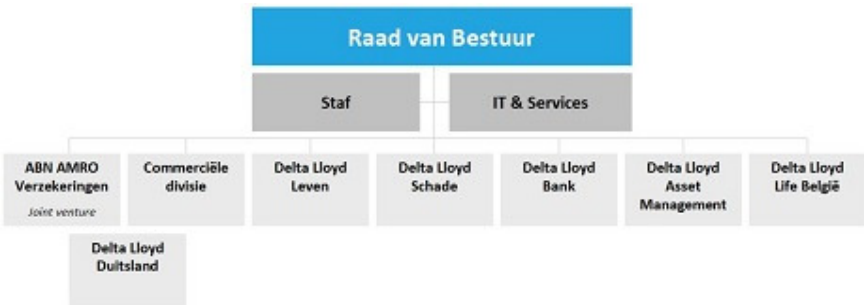 Raad van Bestuur
Staf
IT & Services
ABN AMRO
Verzekeringen
Joint venture
Commerciële
divisie
Delta Lloyd
Leven
Delta Lloyd
Schade
Delta Lloyd
Bank
Delta Lloyd
Asset
Management
Delta Lloyd
Life België
Delta Lloyd
Duitsland